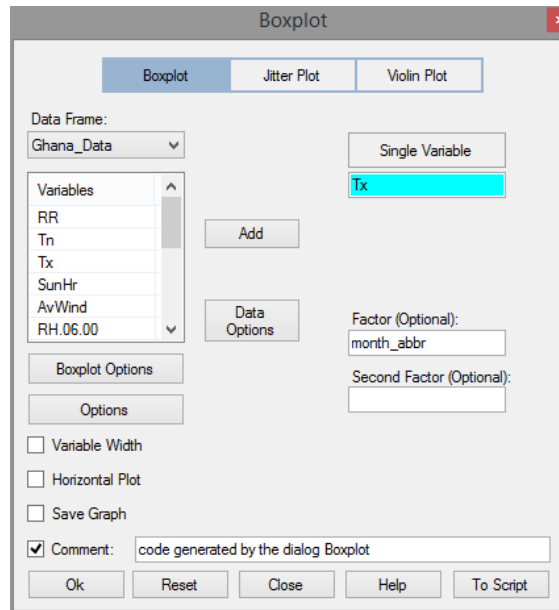 Boxplot
Boxplot Jitter Plot Violin Plot
Data Frame:
Ghana_Data
Single Variable
Variables
Tx
RR
Tn
Tx
SunHr
AvWind
RH.06.00
Add
Data
Options
Factor (Optional):
month_abbr
Boxplot Options
Second Factor (Optional):
Options
Variable Width
Horizontal Plot
Save Graph
Comment: code generated by the dialog Boxplot
Ok Reset Close Help To Script